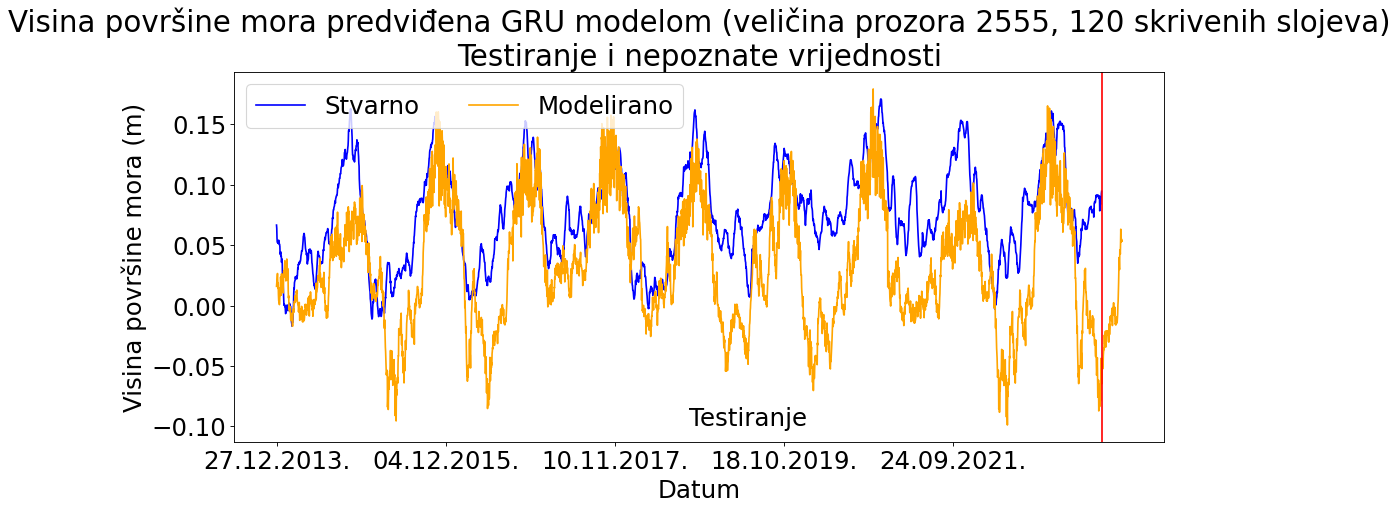 Visina površine mora predviđena GRU modelom (veličina prozora 2555, 120 skrivenih slojeva)
Testiranje i nepoznate vrijednosti
Stvarno Modelirano
Visina površine mora (m)
0.15
0.10
0.05
0.00
−0.05
−0.10
Testiranje
27.12.2013. 04.12.2015. 10.11.2017. 18.10.2019. 24.09.2021.
Datum